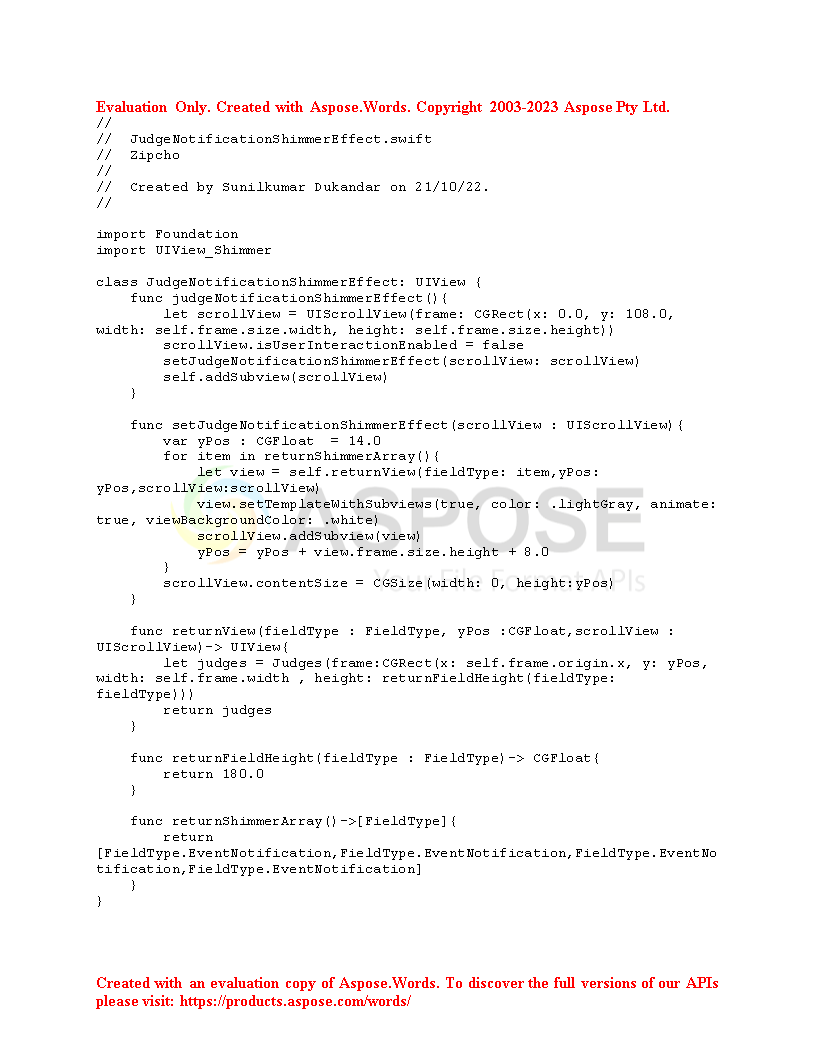 Evaluation Only. Created with Aspose.Words. Copyright 2003-2023 Aspose Pty Ltd.
//
//  JudgeNotificationShimmerEffect.swift
//  Zipcho
//
//  Created by Sunilkumar Dukandar on 21/10/22.
//

import Foundation
import UIView_Shimmer

class JudgeNotificationShimmerEffect: UIView {
    func judgeNotificationShimmerEffect(){
        let scrollView = UIScrollView(frame: CGRect(x: 0.0, y: 108.0,
width: self.frame.size.width, height: self.frame.size.height))
        scrollView.isUserInteractionEnabled = false
        setJudgeNotificationShimmerEffect(scrollView: scrollView)
        self.addSubview(scrollView)
    }

    func setJudgeNotificationShimmerEffect(scrollView : UIScrollView){
        var yPos : CGFloat  = 14.0
        for item in returnShimmerArray(){
            let view = self.returnView(fieldType: item,yPos:
yPos,scrollView:scrollView)
            view.setTemplateWithSubviews(true, color: .lightGray, animate:
true, viewBackgroundColor: .white)
            scrollView.addSubview(view)
            yPos = yPos + view.frame.size.height + 8.0
        }
        scrollView.contentSize = CGSize(width: 0, height:yPos)
    }

    func returnView(fieldType : FieldType, yPos :CGFloat,scrollView :
UIScrollView)-> UIView{
        let judges = Judges(frame:CGRect(x: self.frame.origin.x, y: yPos,
width: self.frame.width , height: returnFieldHeight(fieldType:
fieldType)))
        return judges
    }

    func returnFieldHeight(fieldType : FieldType)-> CGFloat{
        return 180.0
    }

    func returnShimmerArray()->[FieldType]{
        return
[FieldType.EventNotification,FieldType.EventNotification,FieldType.EventNo
tification,FieldType.EventNotification]
    }
}
ASPOSE
Your File Format APIs
Created with an evaluation copy of Aspose.Words. To discover the full versions of our APIs
please visit: https://products.aspose.com/words/